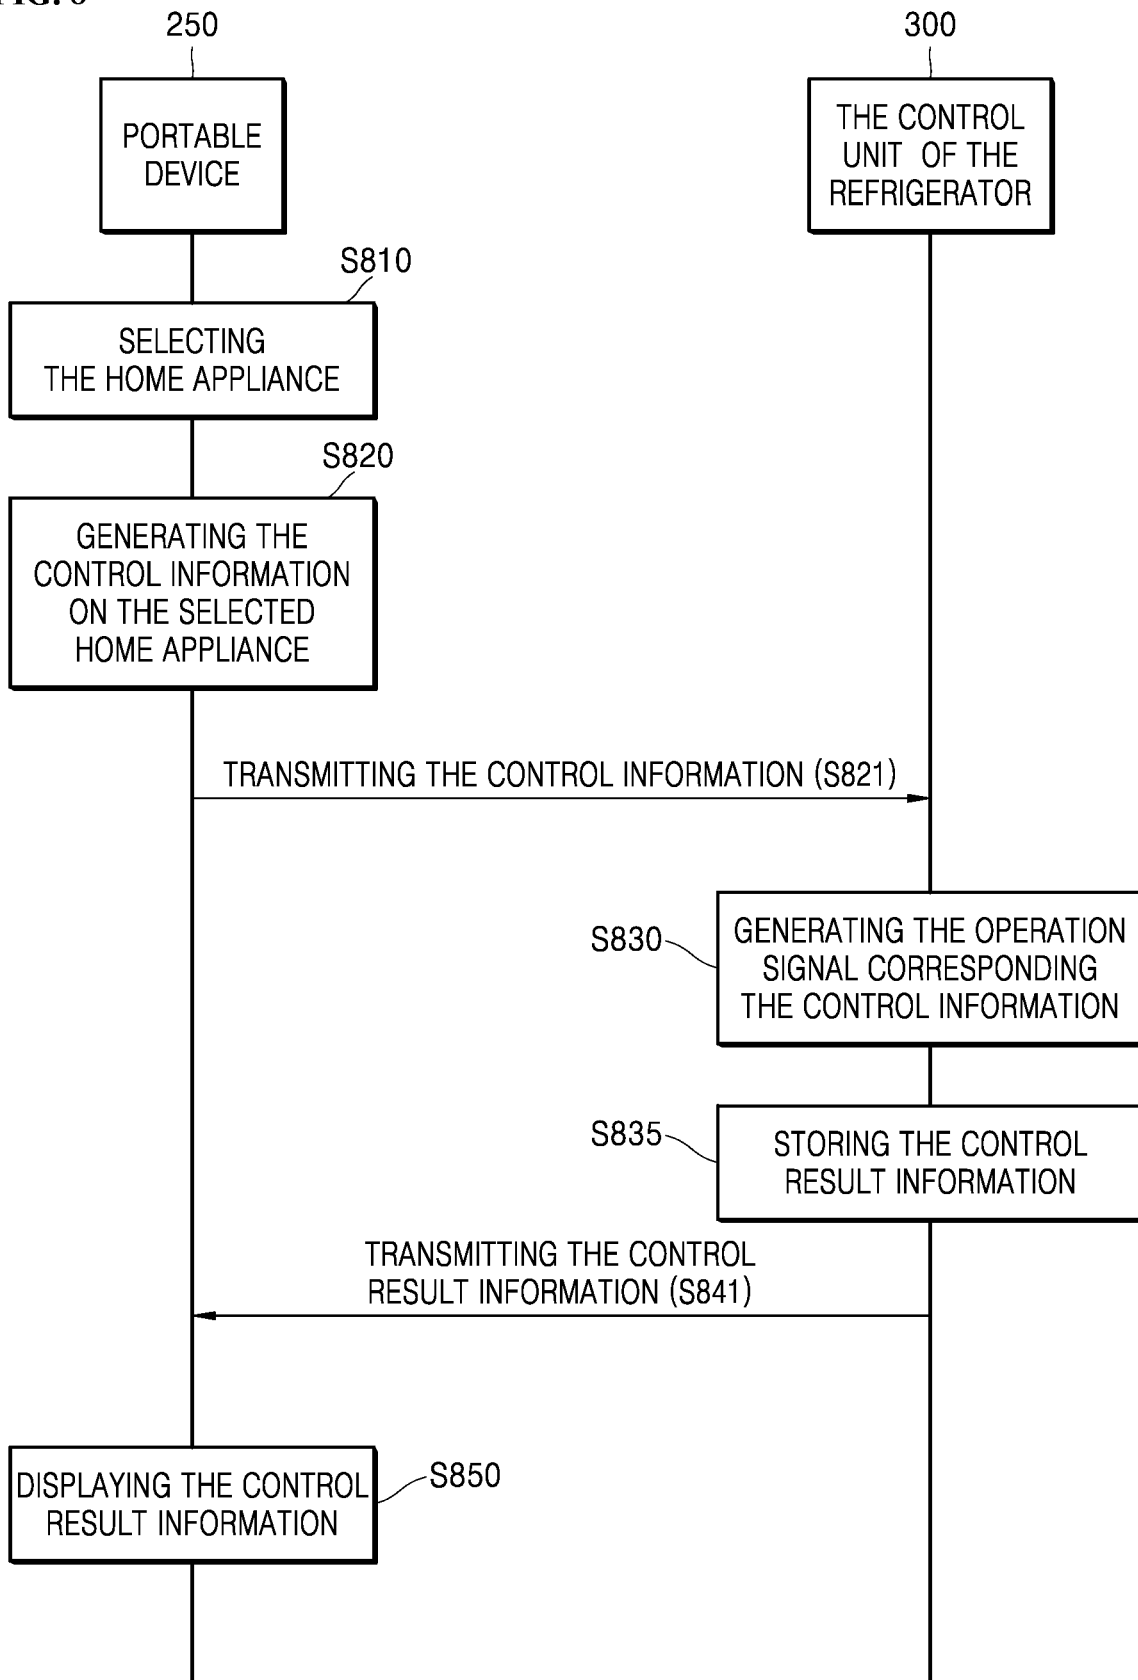 250
300
PORTABLE
DEVICE
THE CONTROL
UNIT OF THE
REFRIGERATOR
S810
SELECTING
THE HOME APPLIANCE
S820
GENERATING THE
CONTROL INFORMATION
ON THE SELECTED
HOME APPLIANCE
TRANSMITTING THE CONTROL INFORMATION (S821)
S830
GENERATING THE OPERATION
SIGNAL CORRESPONDING
THE CONTROL INFORMATION
S835
STORING THE CONTROL
RESULT INFORMATION
TRANSMITTING THE CONTROL
RESULT INFORMATION (S841)
DISPLAYING THE CONTROL
RESULT INFORMATION
S850